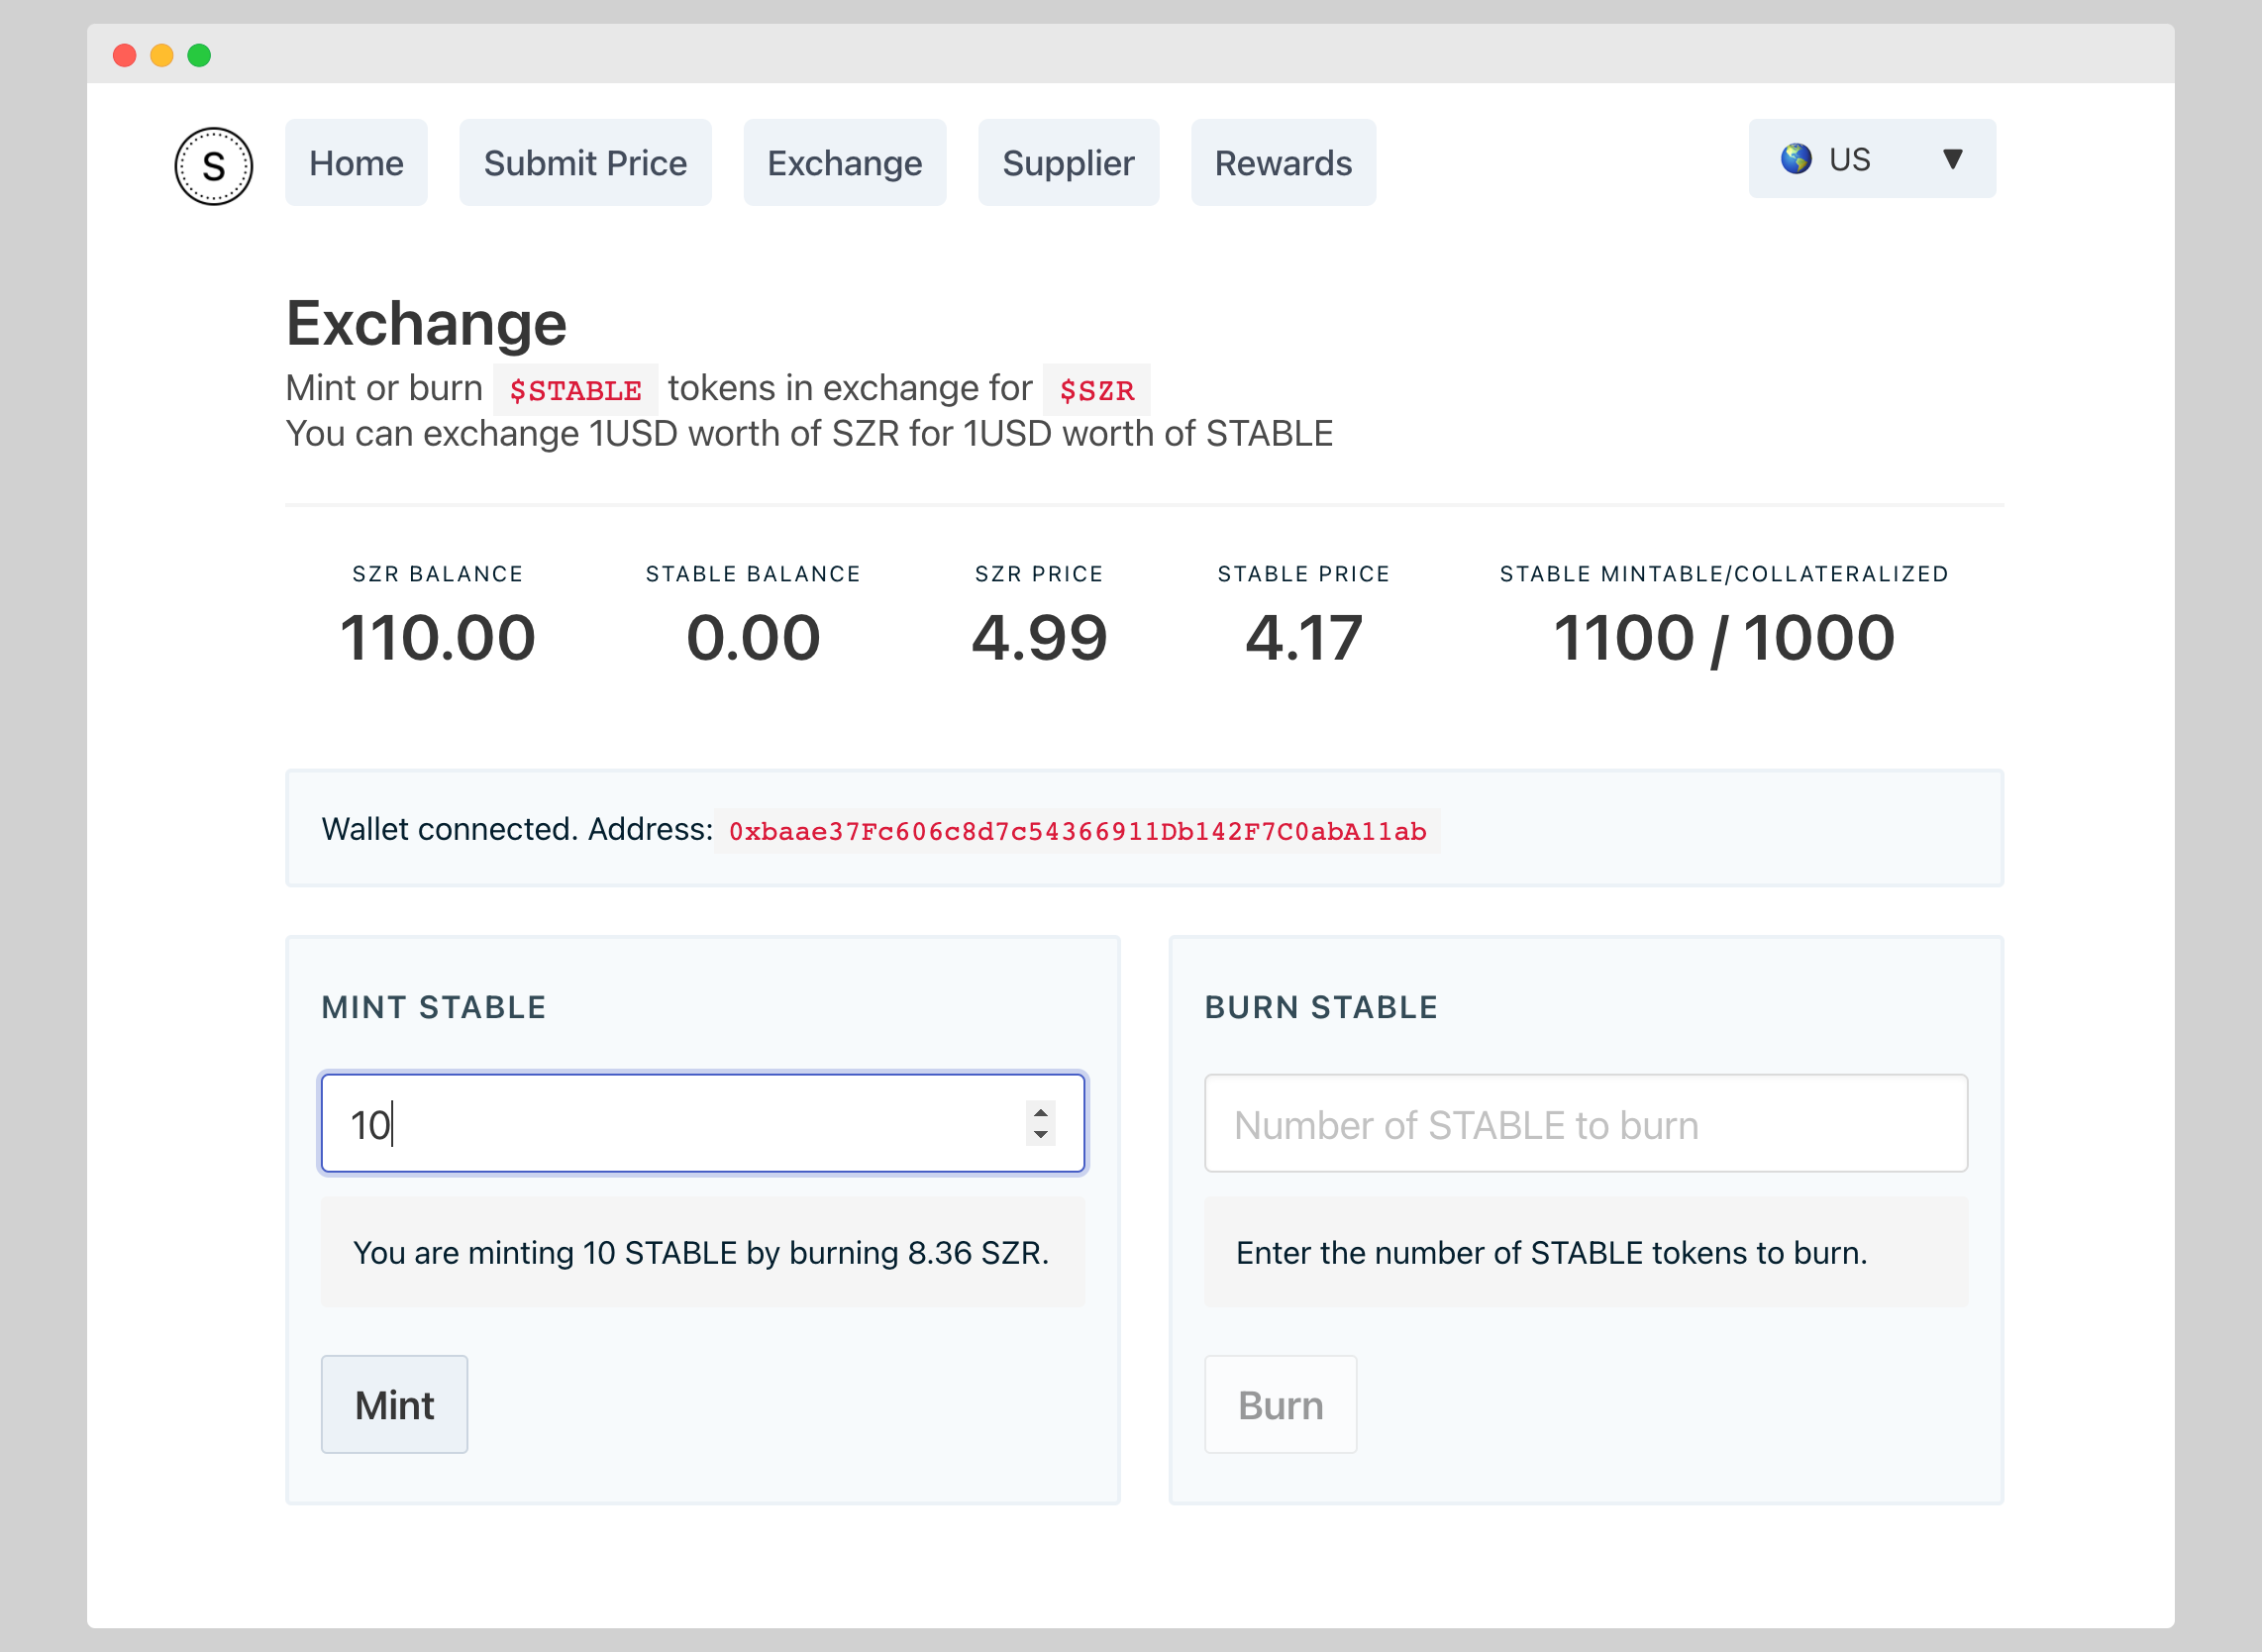 S
Home
Submit Price
Exchange
Supplier
Rewards
US
Exchange
Mint or burn $STABLE tokens in exchange for $SZR
You can exchange 1USD worth of SZR for 1USD worth of STABLE
SZR BALANCE
110.00
STABLE BALANCE
0.00
SZR PRICE
4.99
STABLE PRICE
4.17
STABLE MINTABLE/COLLATERALIZED
1100 / 1000
Wallet connected. Address: 0xbaae37Fc606c8d7c54366911Db142F7C0abA11ab
MINT STABLE
10
You are minting 10 STABLE by burning 8.36 SZR.
Mint
BURN STABLE
Number of STABLE to burn
Enter the number of STABLE tokens to burn.
Burn